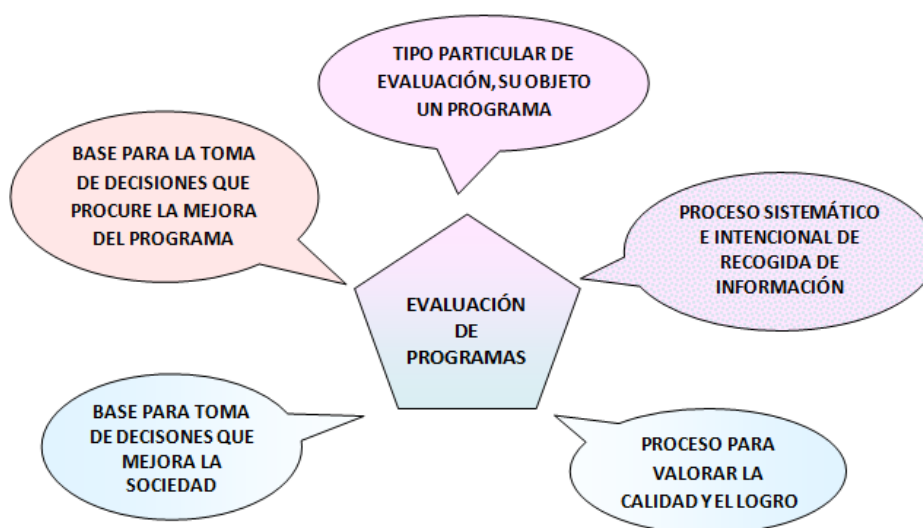 TIPO PARTICULAR DE
EVALUACIÓN, SU OBJETO
UN PROGRAMA
BASE PARA LA TOMA
DE DECISIONES QUE
PROCURE LA MEJORA
DEL PROGRAMA
PROCESO SISTEMÁTICO
E INTENCIONAL DE
RECOGIDA DE
INFORMACIÓN
EVALUACIÓN
DE
PROGRAMAS
BASE PARA TOMA
DE DECISONES QUE
MEJORA LA
SOCIEDAD
PROCESO PARA
VALORAR LA
CALIDAD Y EL LOGRO